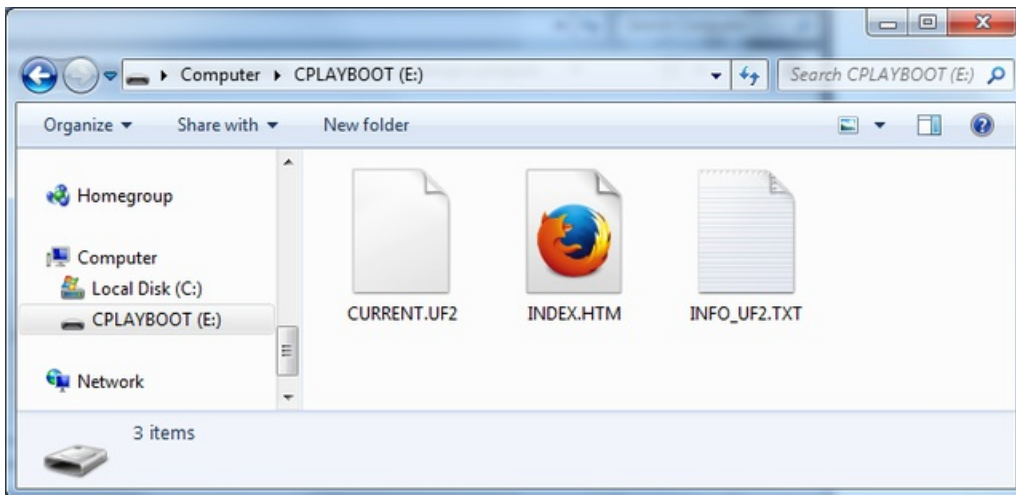 Computer CPLAYBOOT (E:)
Search CPLAYBOOT (E:)
Organize Share with New folder
Homegroup
Computer
Local Disk (C:)
CPLAYBOOT (E:)
Network
CURRENT.UF2 INDEX.HTM INFO_UF2.TXT
3 items